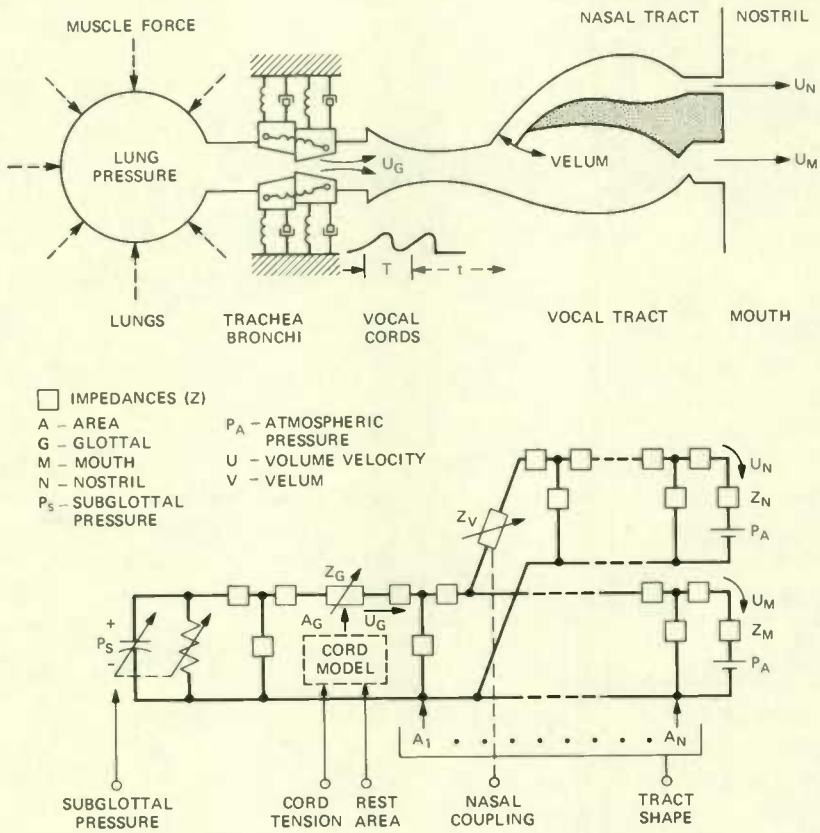 MUSCLE FORCE
NASAL TRACT
NOSTRIL
U_N
LUNG
PRESSURE
U_G
VELUM
U_M
T
t
LUNGS
TRACHEA
BRONCHI
VOCAL
CORDS
VOCAL TRACT
MOUTH
IMPEDANCES (Z)
A – AREA
G – GLOTTAL
M – MOUTH
N – NOSTRIL
P_S – SUBGLOTTAL
PRESSURE
P_A – ATMOSPHERIC
PRESSURE
U – VOLUME VELOCITY
V – VELUM
U_N
Z_N
P_A
Z_V
Z_G
A_G
U_G
CORD
MODEL
+
P_S
-
U_M
Z_M
P_A
A_1 . . . . . . . . . A_N
SUBGLOTTAL
PRESSURE
CORD
TENSION
REST
AREA
NASAL
COUPLING
TRACT
SHAPE